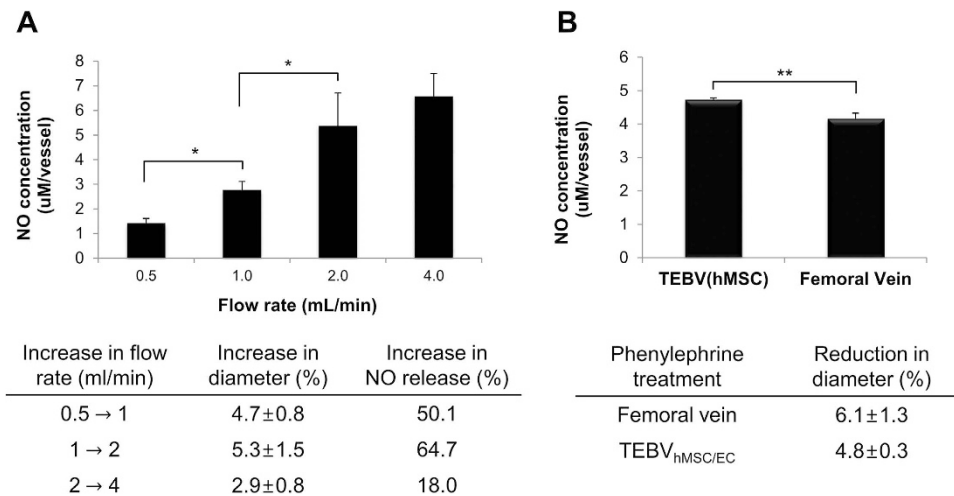 A
NO concentration
(uM/vessel)
8
7
6
5
4
3
2
1
0
*
*
0.5 1.0 2.0 4.0
Flow rate (mL/min)
Increase in flow rate (ml/min) Increase in diameter (%) Increase in NO release (%)
0.5 → 1 4.7±0.8 50.1
1 → 2 5.3±1.5 64.7
2 → 4 2.9±0.8 18.0
B
NO concentration
(uM/vessel)
6
5
4
3
2
1
0
**
TEBV(hMSC) Femoral Vein
Phenylephrine treatment Reduction in diameter (%)
Femoral vein 6.1±1.3
TEBVhMSC/EC 4.8±0.3